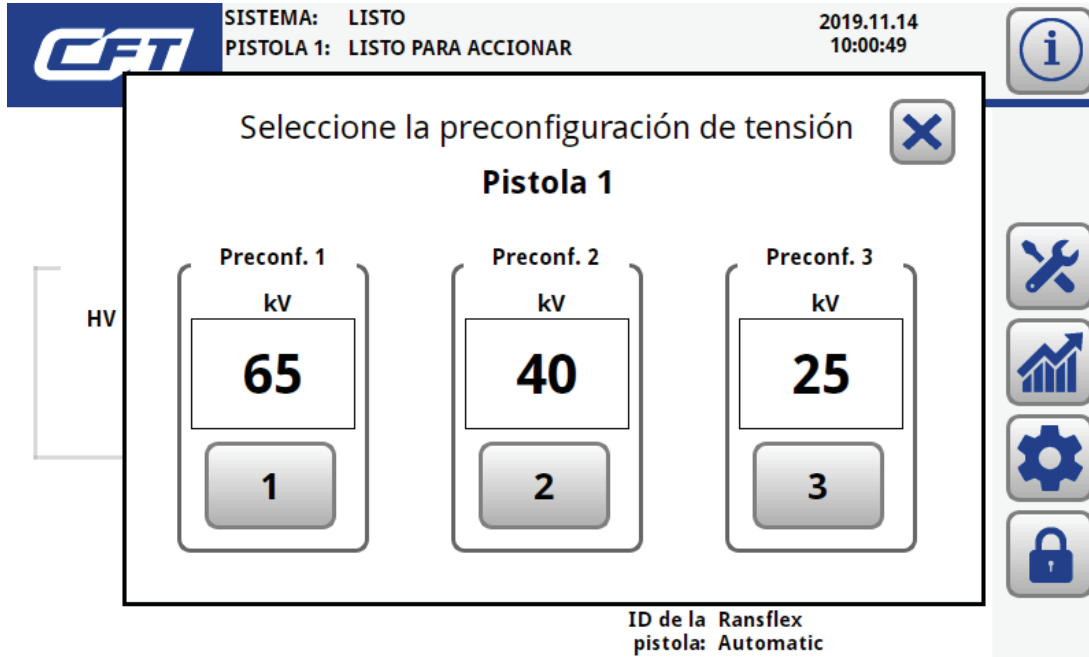 CFT
SISTEMA: LISTO
PISTOLA 1: LISTO PARA ACCIONAR
2019.11.14
10:00:49
i
Seleccione la preconfiguración de tensión
Pistola 1
Preconf. 1
kV
65
1
Preconf. 2
kV
40
2
Preconf. 3
kV
25
3
HV
ID de la Ransflex
pistola: Automatic